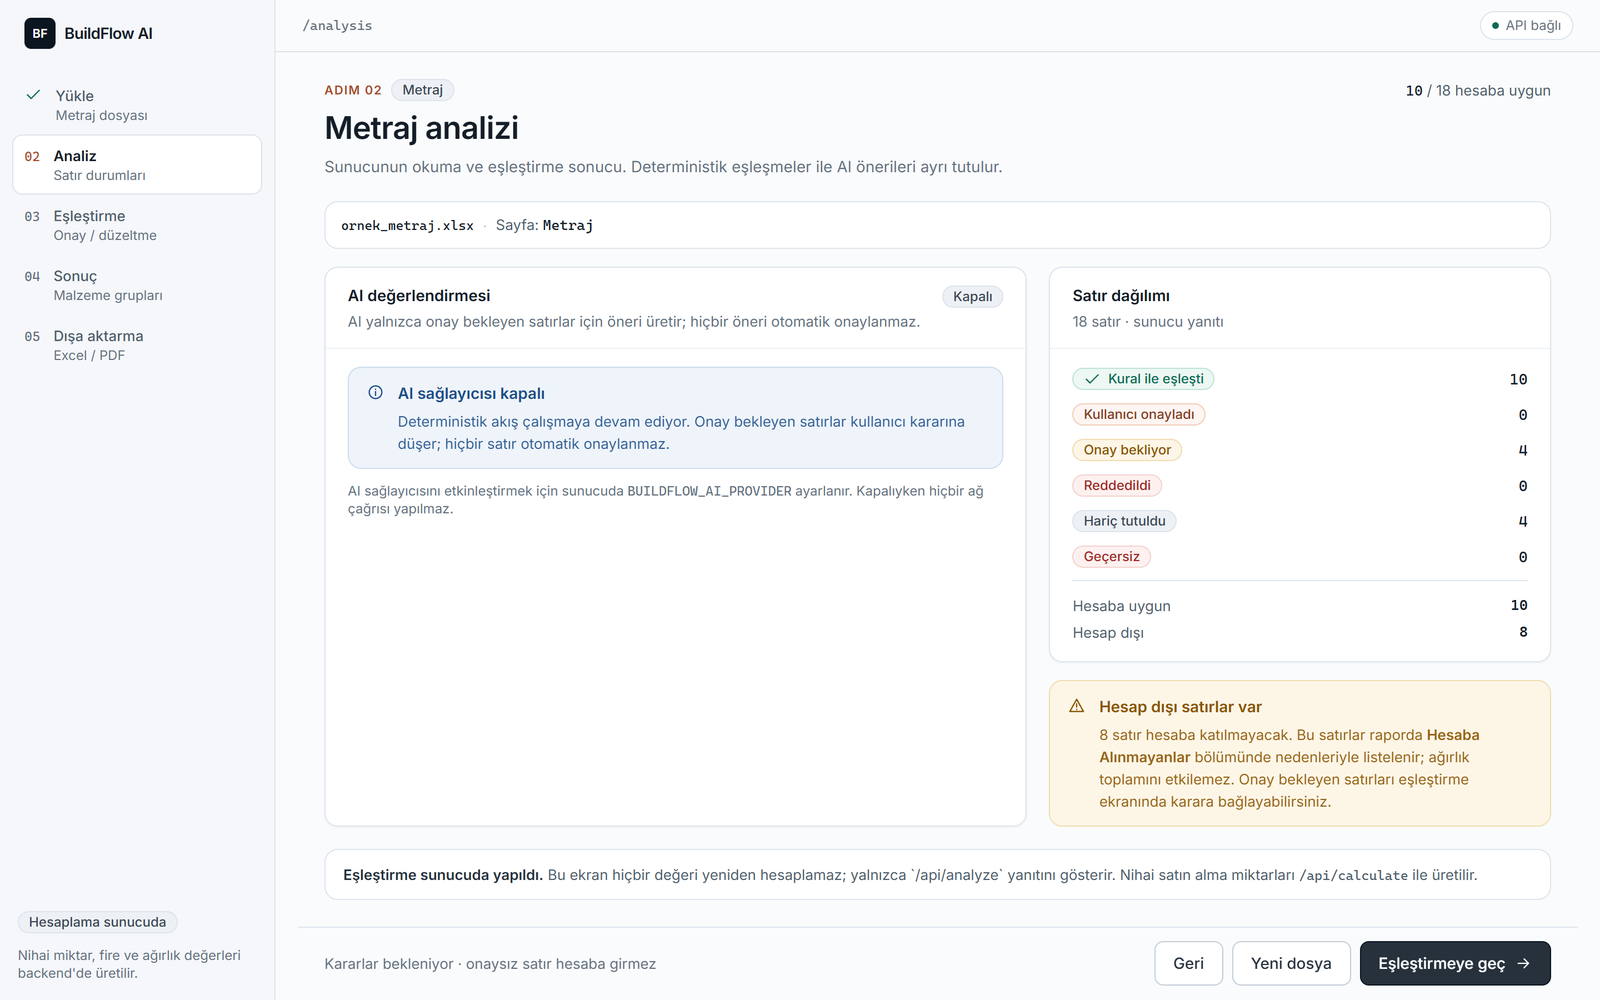 BF BuildFlow AI
Yükle
Metraj dosyası
02 Analiz
Satır durumları
03 Eşleştirme
Onay / düzeltme
04 Sonuç
Malzeme grupları
05 Dışa aktarma
Excel / PDF
Hesaplama sunucuda
Nihai miktar, fire ve ağırlık değerleri
backend'de üretilir.
/analysis
API bağlı
ADIM 02 Metraj
10 / 18 hesaba uygun
Metraj analizi
Sunucunun okuma ve eşleştirme sonucu. Deterministik eşleşmeler ile AI önerileri ayrı tutulur.
ornek_metraj.xlsx · Sayfa: Metraj
AI değerlendirmesi
Kapalı
AI yalnızca onay bekleyen satırlar için öneri üretir; hiçbir öneri otomatik onaylanmaz.
AI sağlayıcısı kapalı
Deterministik akış çalışmaya devam ediyor. Onay bekleyen satırlar kullanıcı kararına
düşer; hiçbir satır otomatik onaylanmaz.
AI sağlayıcısını etkinleştirmek için sunucuda BUILDFLOW_AI_PROVIDER ayarlanır. Kapalıyken hiçbir ağ
çağrısı yapılmaz.
Satır dağılımı
18 satır · sunucu yanıtı
Kural ile eşleşti 10
Kullanıcı onayladı 0
Onay bekliyor 4
Reddedildi 0
Hariç tutuldu 4
Geçersiz 0
Hesaba uygun 10
Hesap dışı 8
Hesap dışı satırlar var
8 satır hesaba katılmayacak. Bu satırlar raporda Hesaba
Alınmayanlar bölümünde nedenleriyle listelenir; ağırlık
toplamını etkilemez. Onay bekleyen satırları eşleştirme
ekranında karara bağlayabilirsiniz.
Eşleştirme sunucuda yapıldı. Bu ekran hiçbir değeri yeniden hesaplamaz; yalnızca `/api/analyze` yanıtını gösterir. Nihai satın alma miktarları /api/calculate ile üretilir.
Kararlar bekleniyor · onaysız satır hesaba girmez
Geri
Yeni dosya
Eşleştirmeye geç →